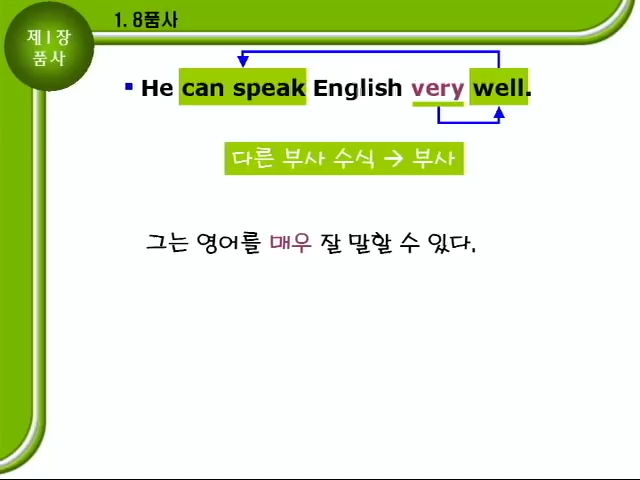 1. 8품사
제1장
품사
▪ He can speak English very well.
다른 부사 수식 → 부사
그는 영어를 매우 잘 말할 수 있다.